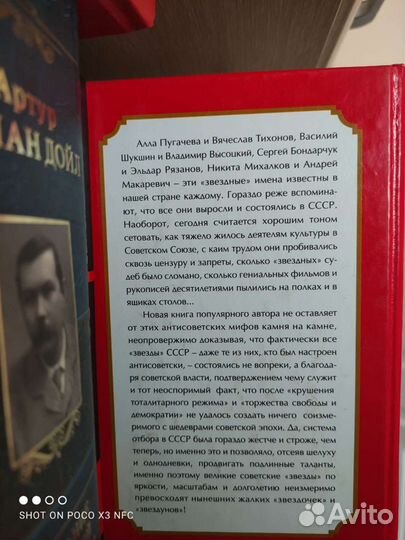 Артур
НАН ДОЙЛ
Алла Пугачева и Вячеслав Тихонов, Василий
Шукшин и Владимир Высоцкий, Сергей Бондарчук
и Эльдар Рязанов, Никита Михалков и Андрей
Макаревич – эти «звездные» имена известны в
нашей стране каждому. Гораздо реже вспомина-
ют, что все они выросли и состоялись в СССР.
Наоборот, сегодня считается хорошим тоном
сетовать, как тяжело жилось деятелям культуры в
Советском Союзе, с каим трудом они пробивались
сквозь цензуру и запреты, сколько «звездных» су-
деб было сломано, сколько гениальных фильмов и
рукописей десятилетиями пылились на полках и в
ящиках столов...
Новая книга популярного автора не оставляет
от этих антисоветских мифов камня на камне,
неопровержимо доказывая, что фактически все
«звезды» СССР – даже те из них, кто был настроен
антисоветски, – состоялись не вопреки, а благода-
ря советской власти, подтверждением чему служит
и тот неоспоримый факт, что после «крушения
тоталитарного режима» и «торжества свободы и
демократии» не удалось создать ничего соизме-
римого с шедеврами советской эпохи. Да, система
отбора в СССР была гораздо жестче и строже, чем
теперь, но именно это и позволяло, отсеяв шелуху
и однодневки, продвигать подлинные таланты,
именно поэтому великие советские «звезды» по
яркости, масштабам и долголетию неизмеримо
превосходят нынешних жалких «звездочек» и
«звездунов»!
SHOT ON POCO X3 NFC
Avito